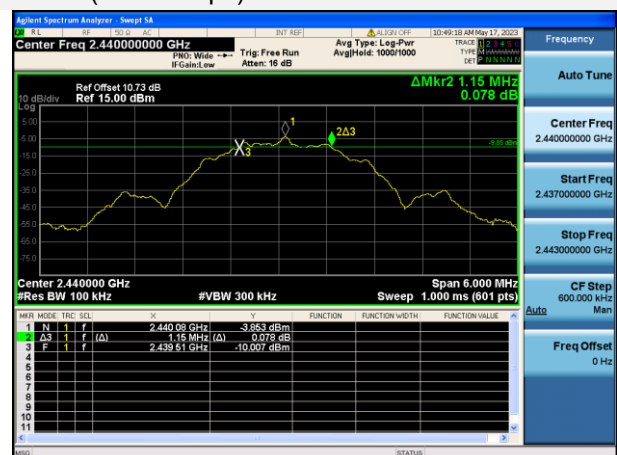 Agilent Spectrum Analyzer - Swept SA
RL RF 50 Ω AC INT REF ALIGN OFF 10:49:18 AM May 17, 2023
Center Freq 2.440000000 GHz
PNO: Wide
IFGain:Low
Trig: Free Run
Atten: 16 dB
Avg Type: Log-Pwr
Avg|Hold: 1000/1000
TRACE 1 2 3 4 5 6
TYPE M
DET P N N N N N
Frequency
Auto Tune
Center Freq
2.440000000 GHz
Start Freq
2.437000000 GHz
Stop Freq
2.443000000 GHz
CF Step
600.000 kHz
Auto Man
Freq Offset
0 Hz
ΔMkr2 1.15 MHz
0.078 dB
Ref Offset 10.73 dB
10 dB/div Ref 15.00 dBm
Log
5.00
-5.00
-15.0
-25.0
-35.0
-45.0
-55.0
-65.0
-75.0
1
2Δ3
3
-9.85 dBm
Center 2.440000 GHz Span 6.000 MHz
#Res BW 100 kHz #VBW 300 kHz Sweep 1.000 ms (601 pts)
MKR MODE TRC SCL X Y FUNCTION FUNCTION WIDTH FUNCTION VALUE
1 N 1 f 2.440 08 GHz -3.853 dBm
2 Δ3 1 f (Δ) 1.15 MHz (Δ) 0.078 dB
3 F 1 f 2.439 51 GHz -10.007 dBm
4
5
6
7
8
9
10
11
MSG STATUS